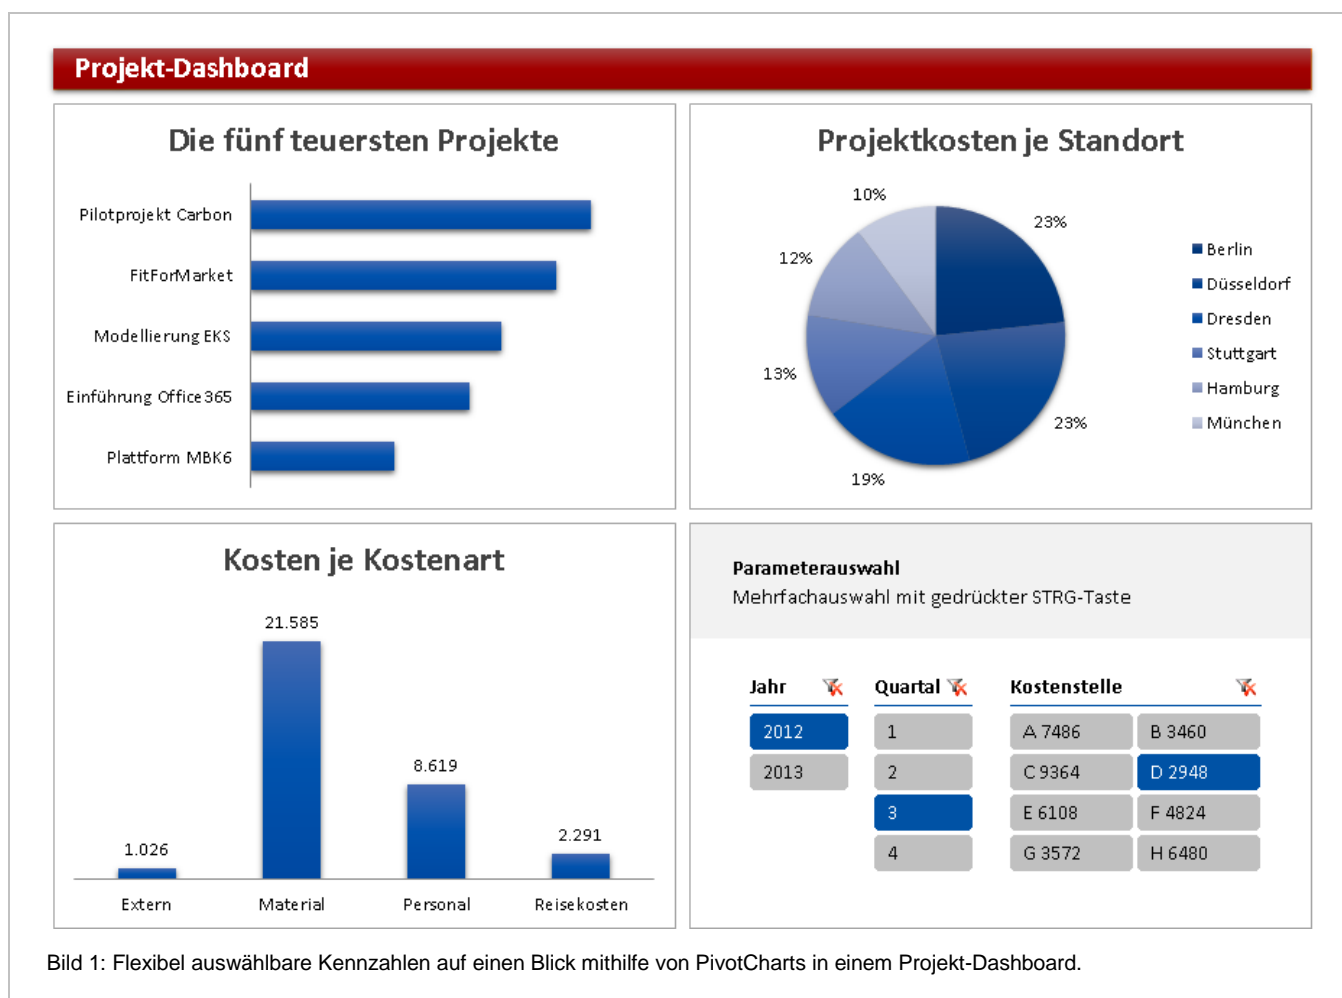 Projekt-Dashboard
Die fünf teuersten Projekte
Pilotprojekt Carbon
FitForMarket
Modellierung EKS
Einführung Office 365
Plattform MBK6
Projektkosten je Standort
10%
23%
12%
13%
23%
19%
Berlin
Düsseldorf
Dresden
Stuttgart
Hamburg
München
Kosten je Kostenart
21.585
8.619
2.291
1.026
Extern Material Personal Reisekosten
Parameterauswahl
Mehrfachauswahl mit gedrückter STRG-Taste
Jahr Quartal Kostenstelle
2012 1 A 7486 B 3460
2013 2 C 9364 D 2948
3 E 6108 F 4824
4 G 3572 H 6480
Bild 1: Flexibel auswählbare Kennzahlen auf einen Blick mithilfe von PivotCharts in einem Projekt-Dashboard.